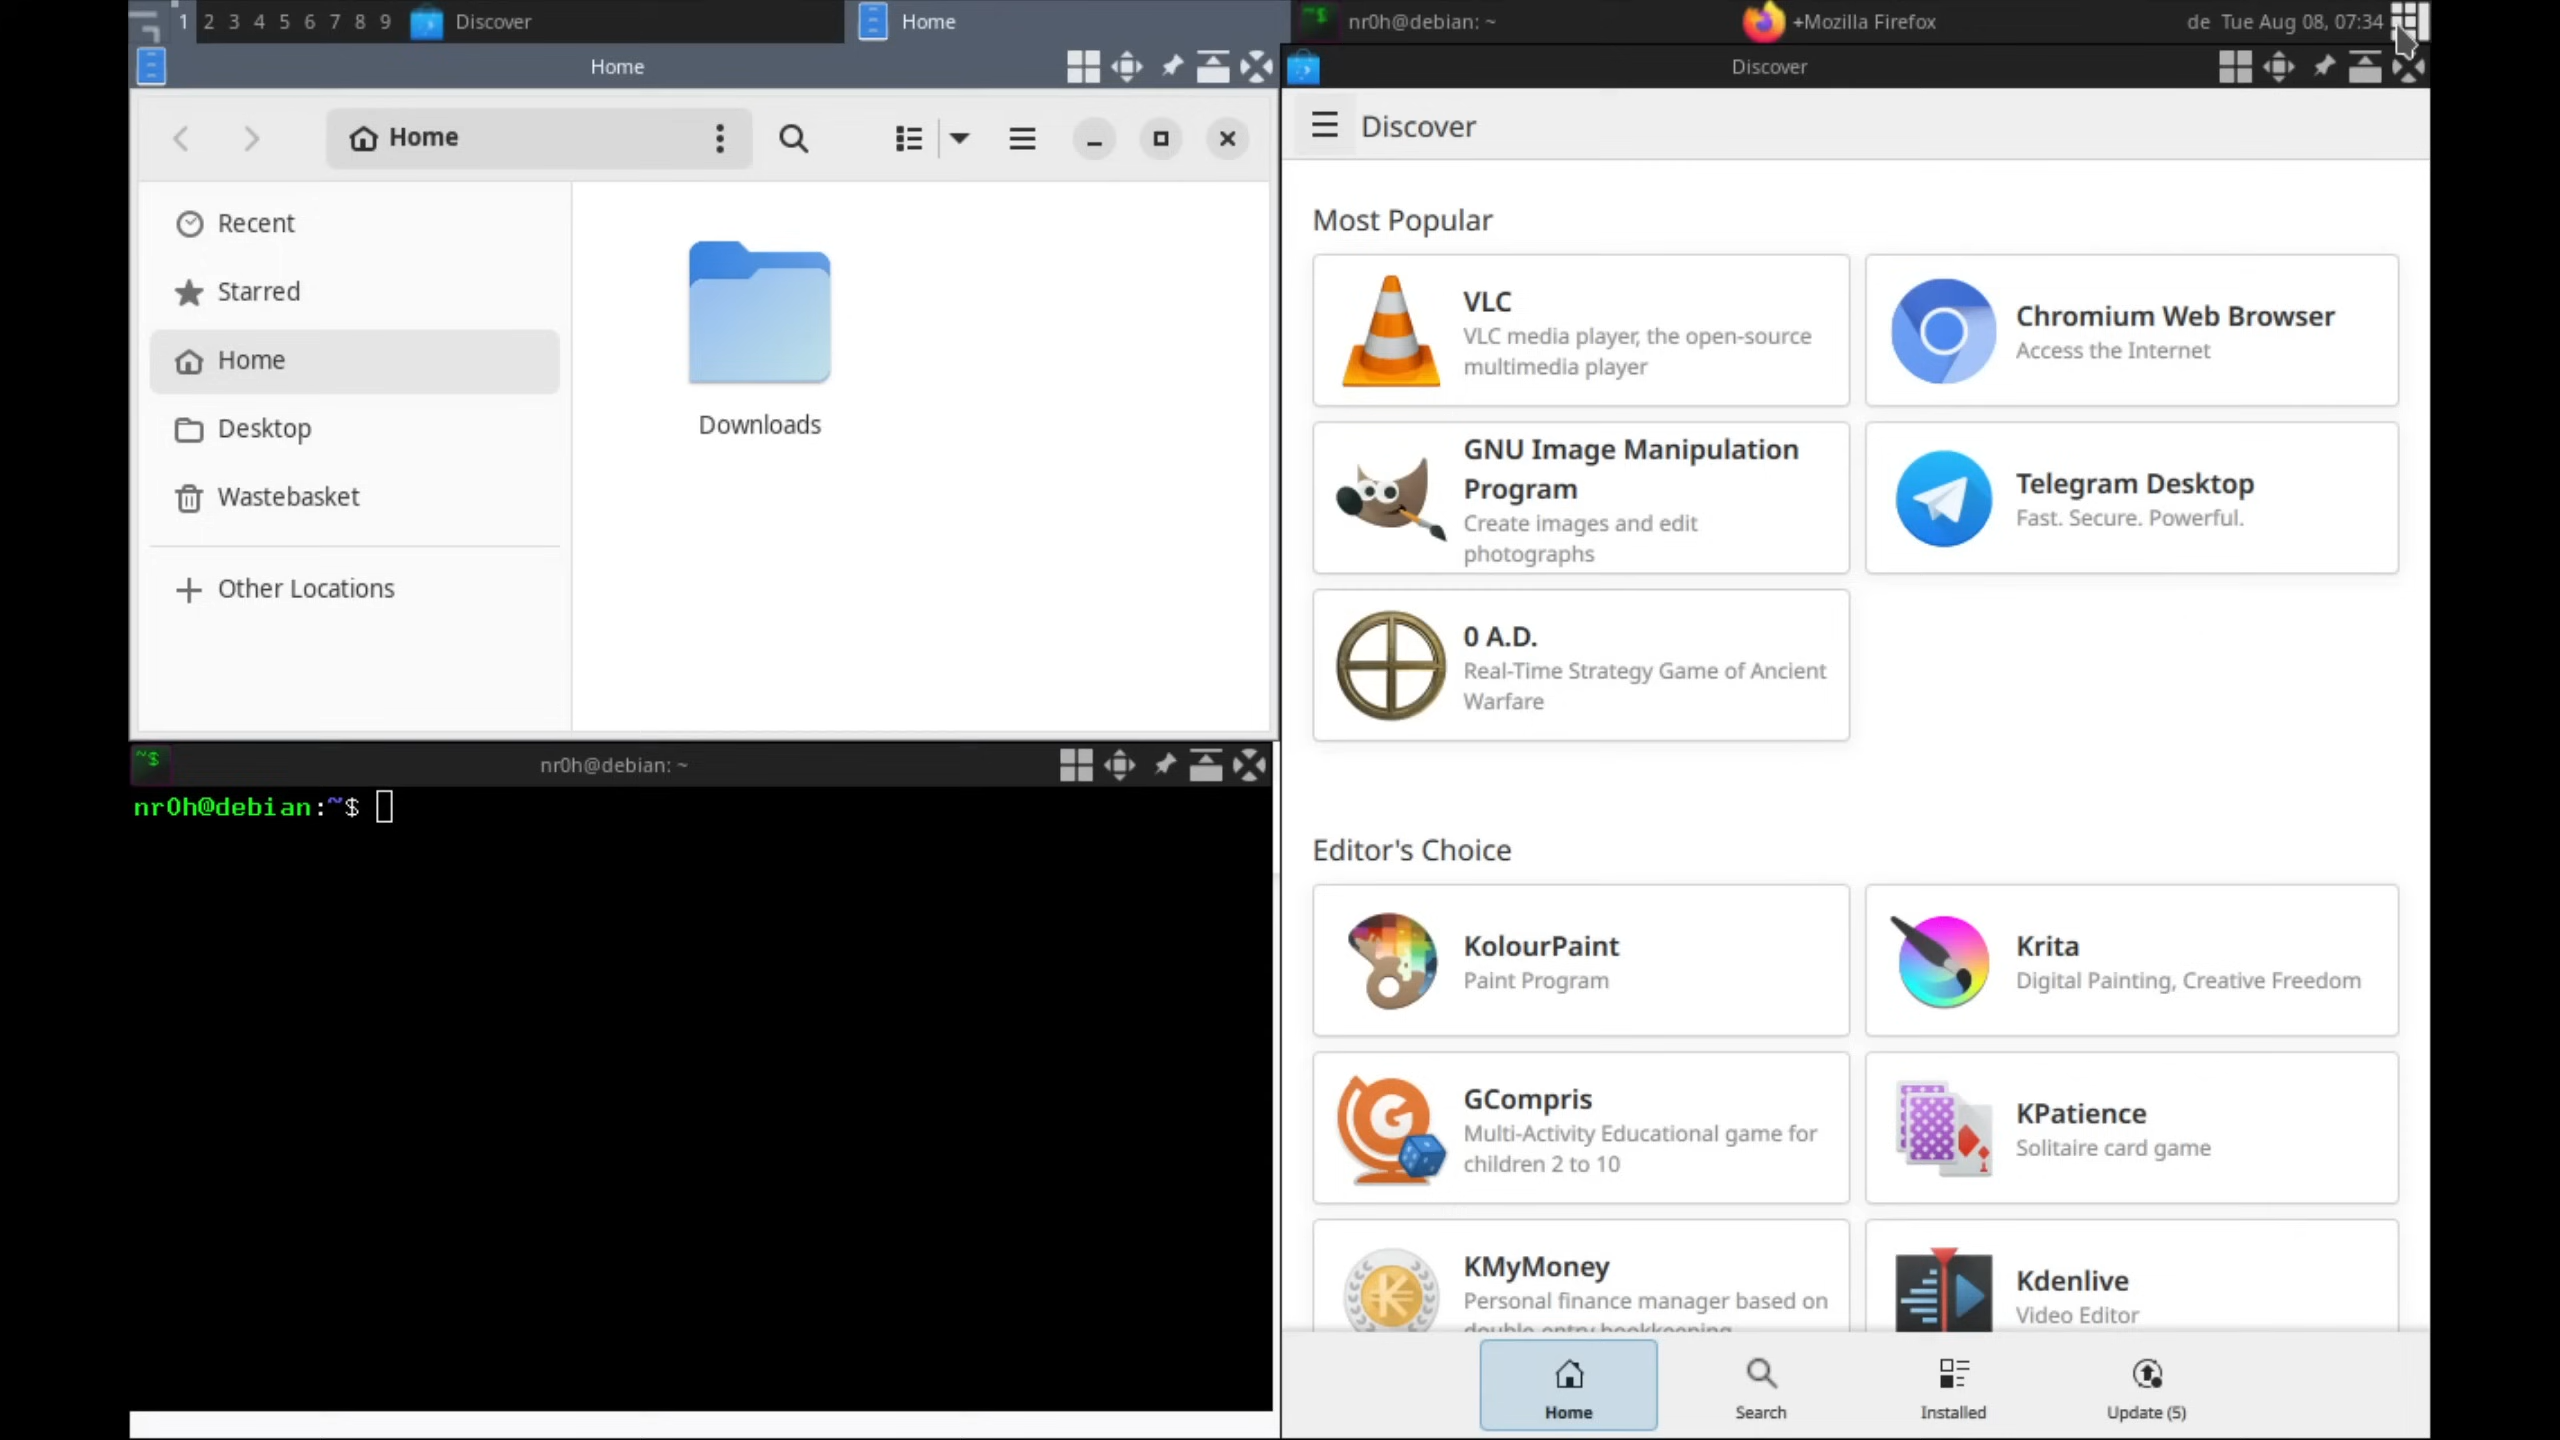 1 2 3 4 5 6 7 8 9 Discover Home nr0h@debian: ~ +Mozilla Firefox de Tue Aug 08, 07:34
Home
Home
Recent
Starred
Home
Desktop
Wastebasket
Other Locations
Downloads
~$ nr0h@debian: ~
nr0h@debian:~$
Discover
Discover
Most Popular
VLC
VLC media player, the open-source
multimedia player
Chromium Web Browser
Access the Internet
GNU Image Manipulation
Program
Create images and edit
photographs
Telegram Desktop
Fast. Secure. Powerful.
0 A.D.
Real-Time Strategy Game of Ancient
Warfare
Editor's Choice
KolourPaint
Paint Program
Krita
Digital Painting, Creative Freedom
GCompris
Multi-Activity Educational game for
children 2 to 10
KPatience
Solitaire card game
KMyMoney
Personal finance manager based on
double-entry bookkeeping
Kdenlive
Video Editor
Home
Search
Installed
Update (5)